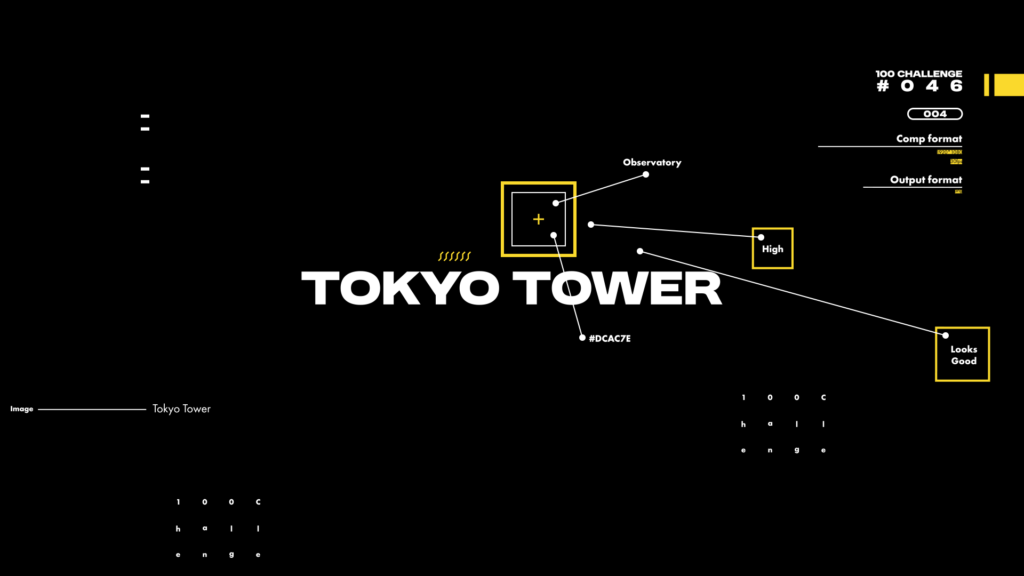 100 CHALLENGE
# 0 4 6
004
Comp format
Output format
Observatory
High
TOKYO TOWER
#DCAC7E
Looks
Good
Image
Tokyo Tower
1 0 0 C
h a l l
e n g e
1 0 0 C
h a l l
e n g e